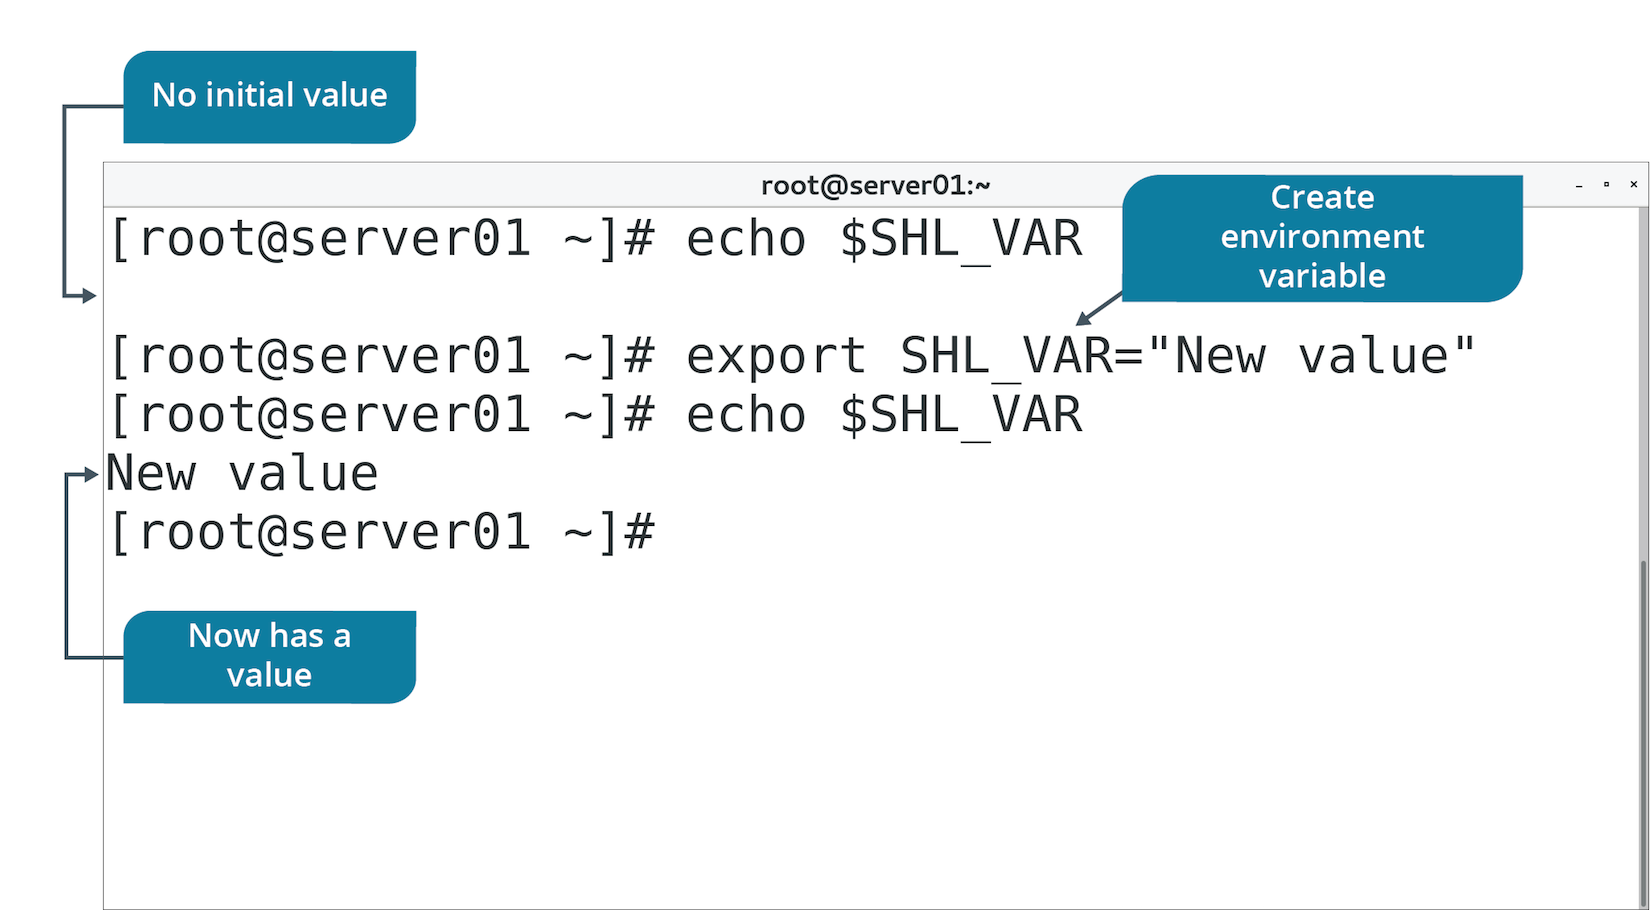 No initial value
root@server01:~
[root@server01 ~]# echo $SHL_VAR
Create
environment
variable
[root@server01 ~]# export SHL_VAR="New value"
[root@server01 ~]# echo $SHL_VAR
New value
[root@server01 ~]#
Now has a
value